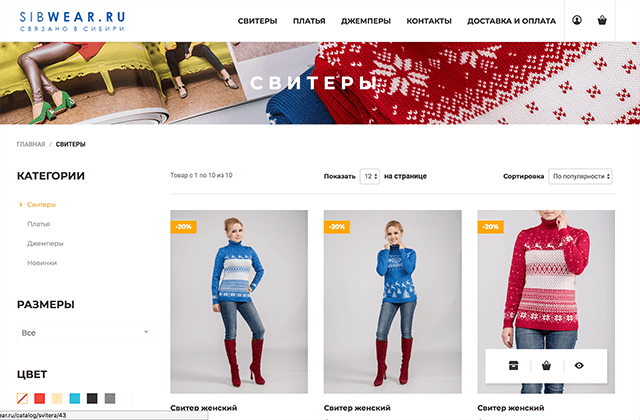 SIBWEAR.RU
СВЯЗАНО В СИБИРИ
СВИТЕРЫ ПЛАТЬЯ ДЖЕМПЕРЫ КОНТАКТЫ ДОСТАВКА И ОПЛАТА
СВИТЕРЫ
ГЛАВНАЯ / СВИТЕРЫ
КАТЕГОРИИ
Свитеры
Платья
Джемперы
Новинки
РАЗМЕРЫ
Все
ЦВЕТ
Товар с 1 по 10 из 10
Показать 12 на странице
Сортировка По популярности
-20%
-20%
-20%
Свитер женский
Свитер женский
Свитер женский
ear.ru/catalog/svitera/43